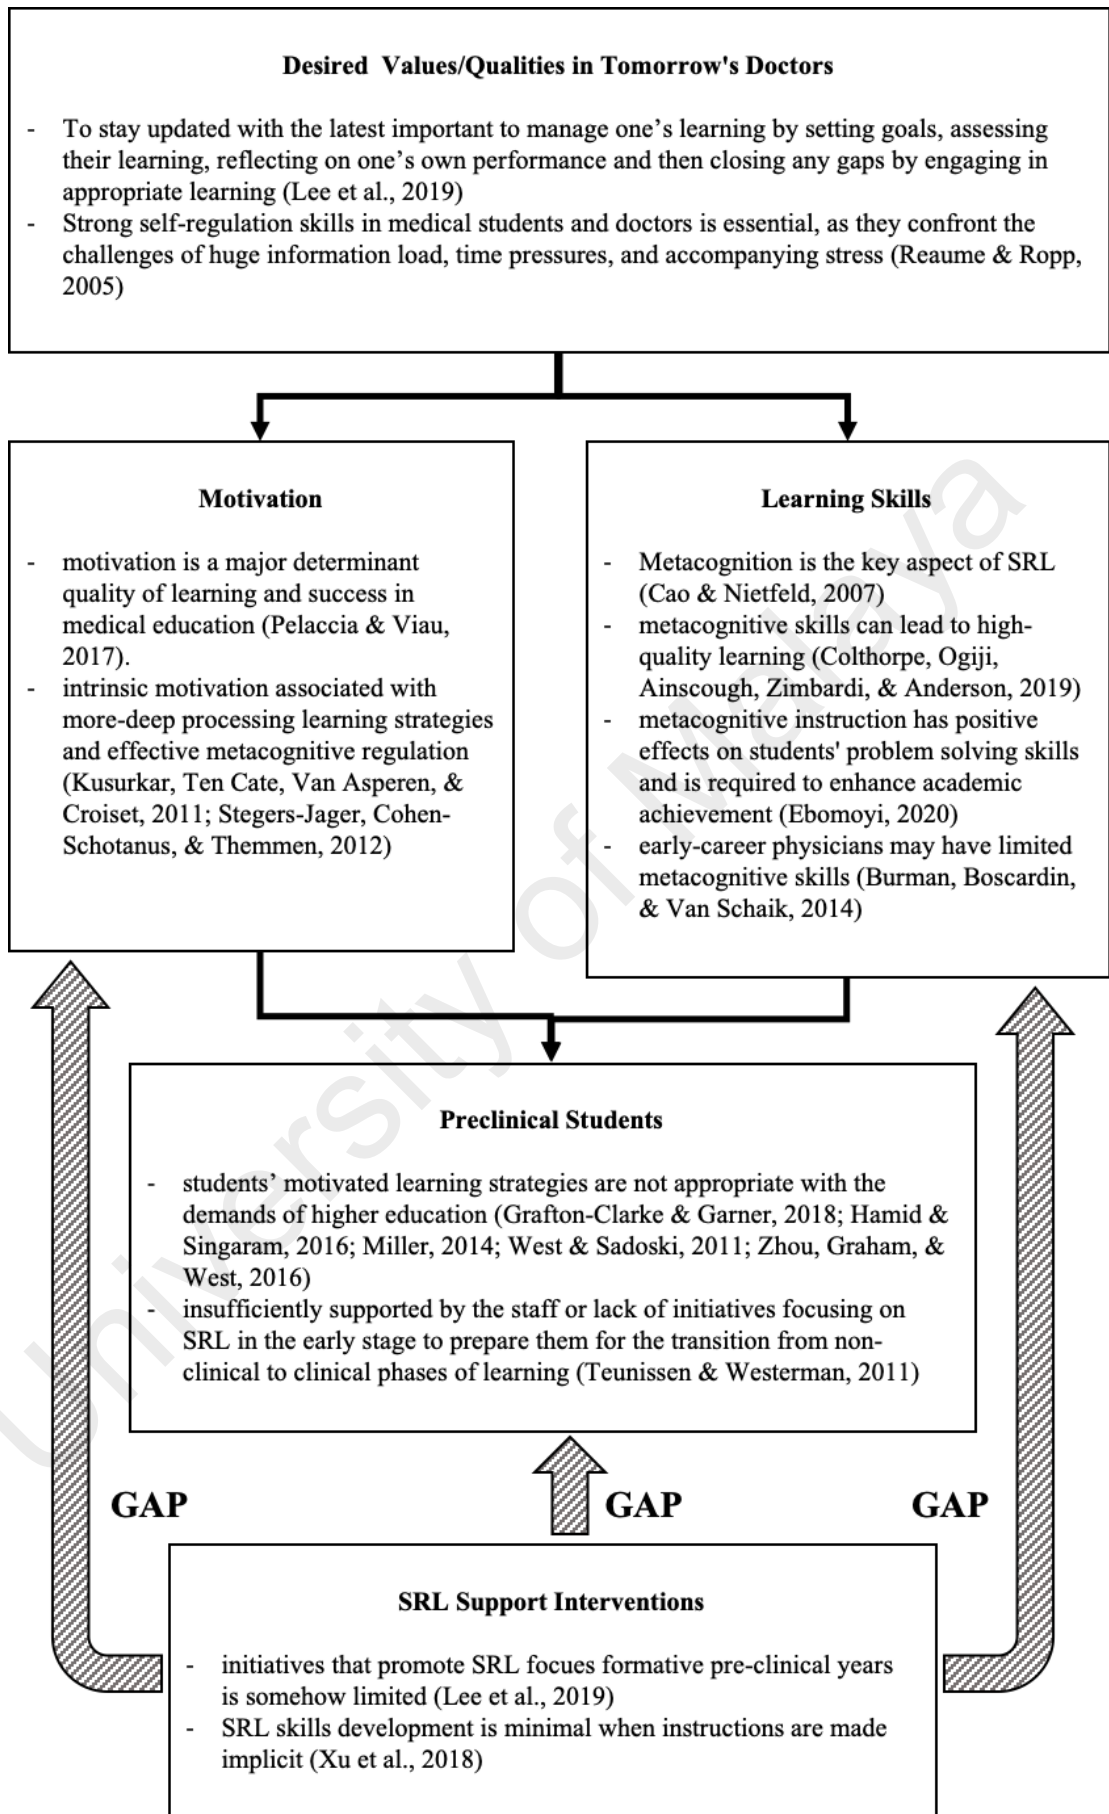 Desired Values/Qualities in Tomorrow's Doctors
- To stay updated with the latest important to manage one's learning by setting goals, assessing
their learning, reflecting on one's own performance and then closing any gaps by engaging in
appropriate learning (Lee et al., 2019)
- Strong self-regulation skills in medical students and doctors is essential, as they confront the
challenges of huge information load, time pressures, and accompanying stress (Reaume & Ropp,
2005)
Motivation
- motivation is a major determinant
quality of learning and success in
medical education (Pelaccia & Viau,
2017).
- intrinsic motivation associated with
more-deep processing learning strategies
and effective metacognitive regulation
(Kusurkar, Ten Cate, Van Asperen, &
Croiset, 2011; Stegers-Jager, Cohen-
Schotanus, & Themmen, 2012)
Learning Skills
- Metacognition is the key aspect of SRL
(Cao & Nietfeld, 2007)
- metacognitive skills can lead to high-
quality learning (Colthorpe, Ogiji,
Ainscough, Zimbardi, & Anderson, 2019)
- metacognitive instruction has positive
effects on students' problem solving skills
and is required to enhance academic
achievement (Ebomoyi, 2020)
- early-career physicians may have limited
metacognitive skills (Burman, Boscardin,
& Van Schaik, 2014)
Preclinical Students
- students' motivated learning strategies are not appropriate with the
demands of higher education (Grafton-Clarke & Garner, 2018; Hamid &
Singaram, 2016; Miller, 2014; West & Sadoski, 2011; Zhou, Graham, &
West, 2016)
- insufficiently supported by the staff or lack of initiatives focusing on
SRL in the early stage to prepare them for the transition from non-
clinical to clinical phases of learning (Teunissen & Westerman, 2011)
GAP
GAP
GAP
SRL Support Interventions
- initiatives that promote SRL focues formative pre-clinical years
is somehow limited (Lee et al., 2019)
- SRL skills development is minimal when instructions are made
implicit (Xu et al., 2018)
University of Malaya